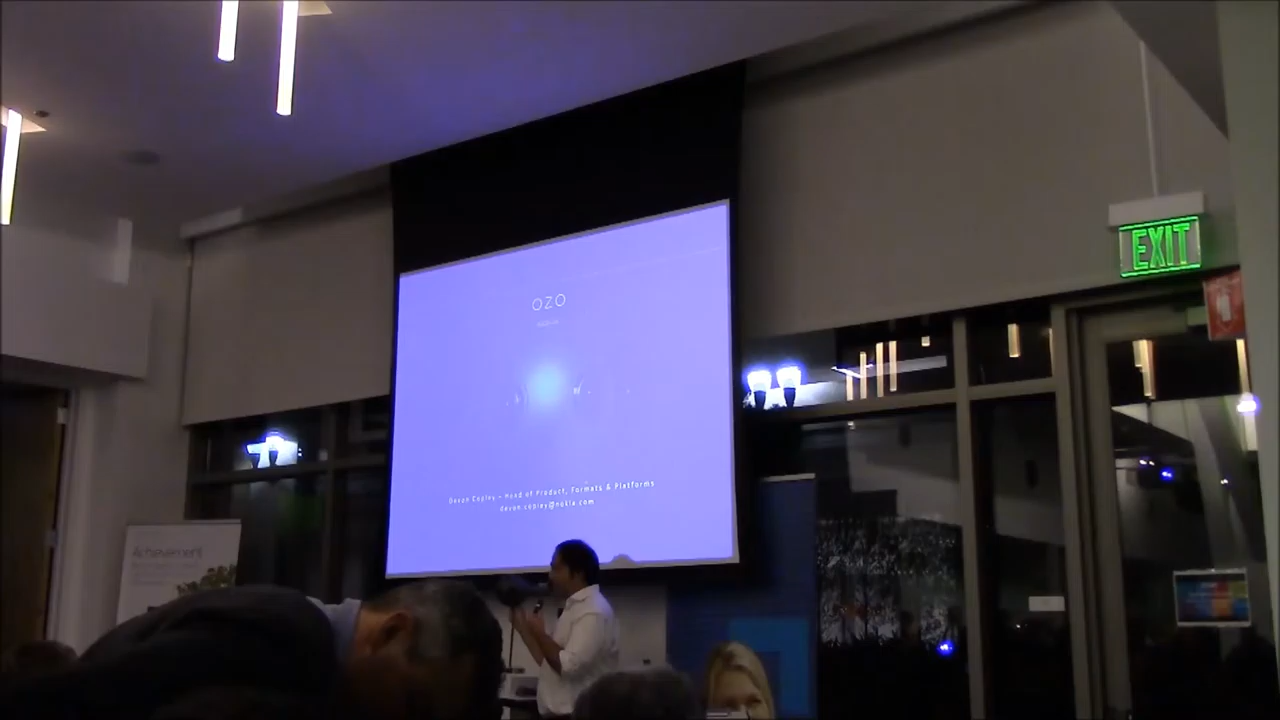 OZO
Devon Copley – Head of Product, Formats & Platforms
devon.copley@nokia.com
EXIT
Achievement